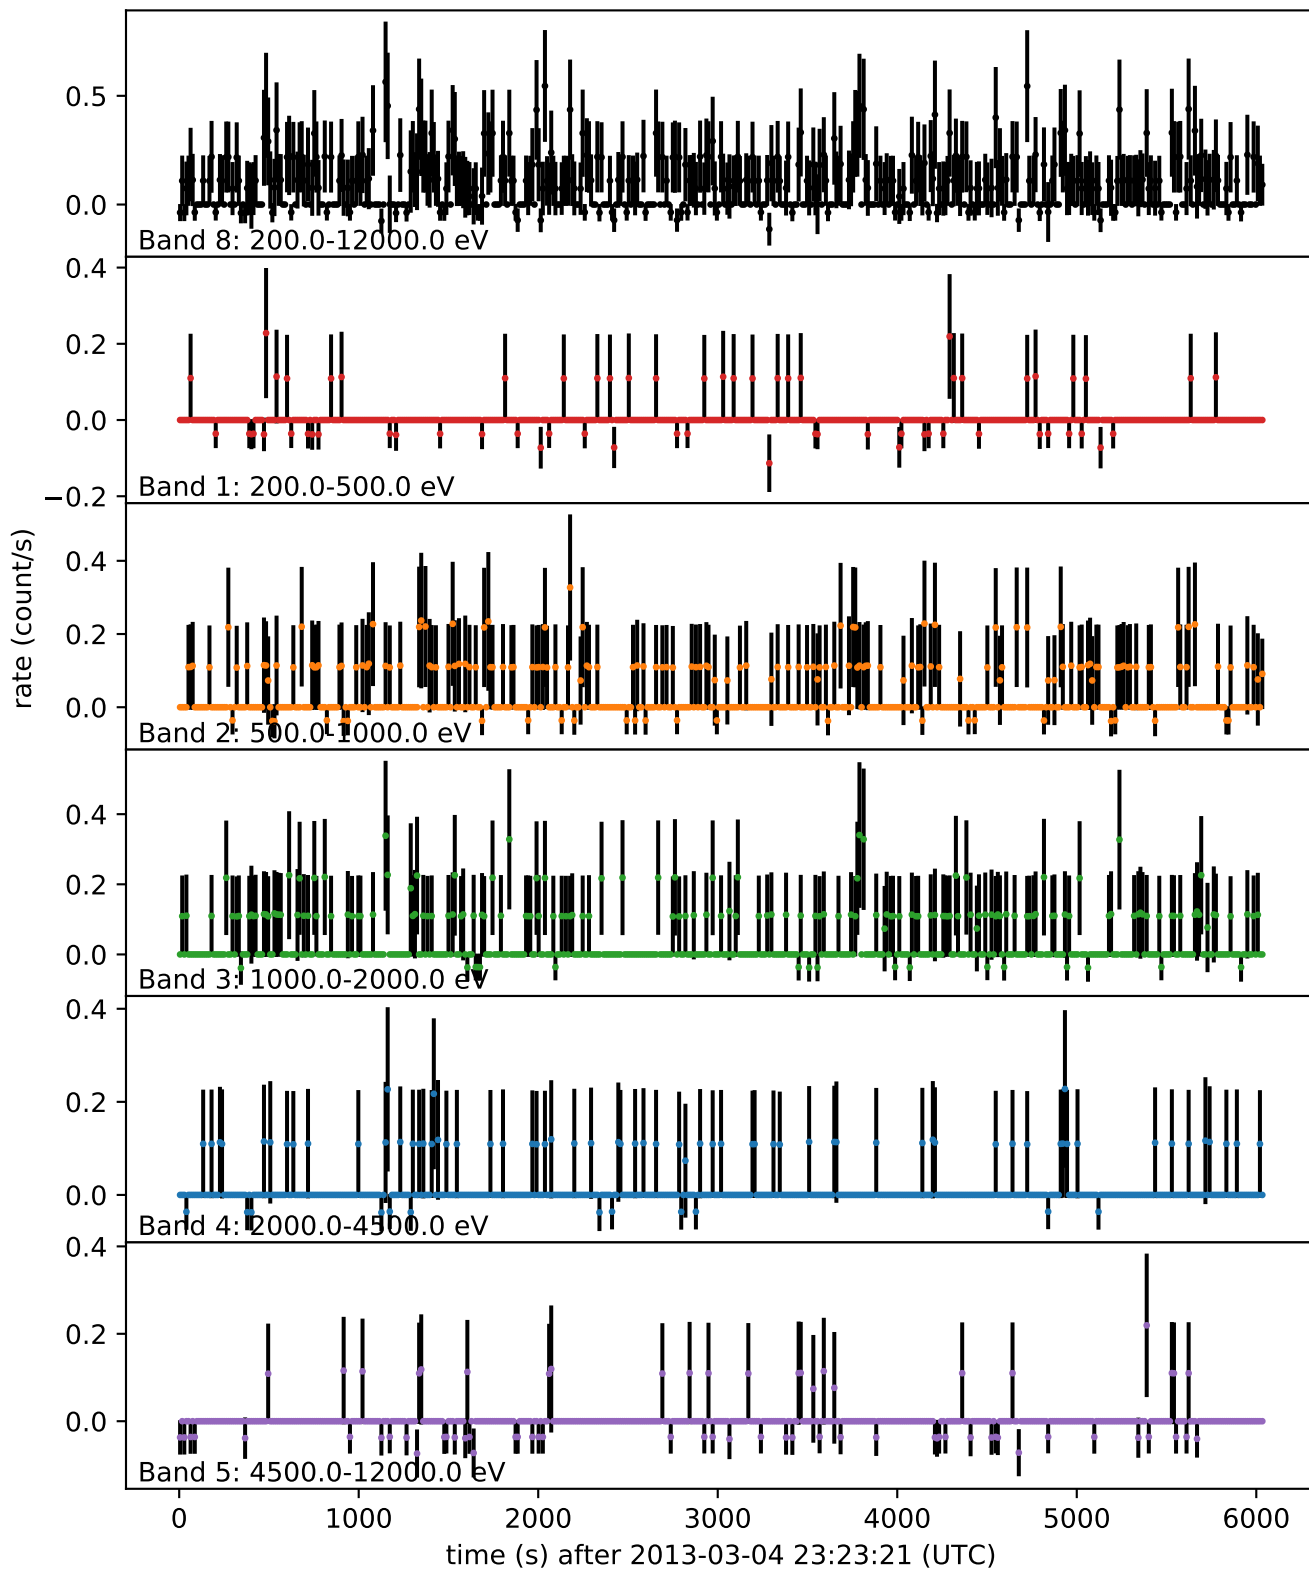 0.5
0.0
Band 8: 200.0-12000.0 eV
0.4
0.2
0.0
−0.2
Band 1: 200.0-500.0 eV
rate (count/s)
0.4
0.2
0.0
Band 2: 500.0-1000.0 eV
0.4
0.2
0.0
Band 3: 1000.0-2000.0 eV
0.4
0.2
0.0
Band 4: 2000.0-4500.0 eV
0.4
0.2
0.0
Band 5: 4500.0-12000.0 eV
0 1000 2000 3000 4000 5000 6000
time (s) after 2013-03-04 23:23:21 (UTC)